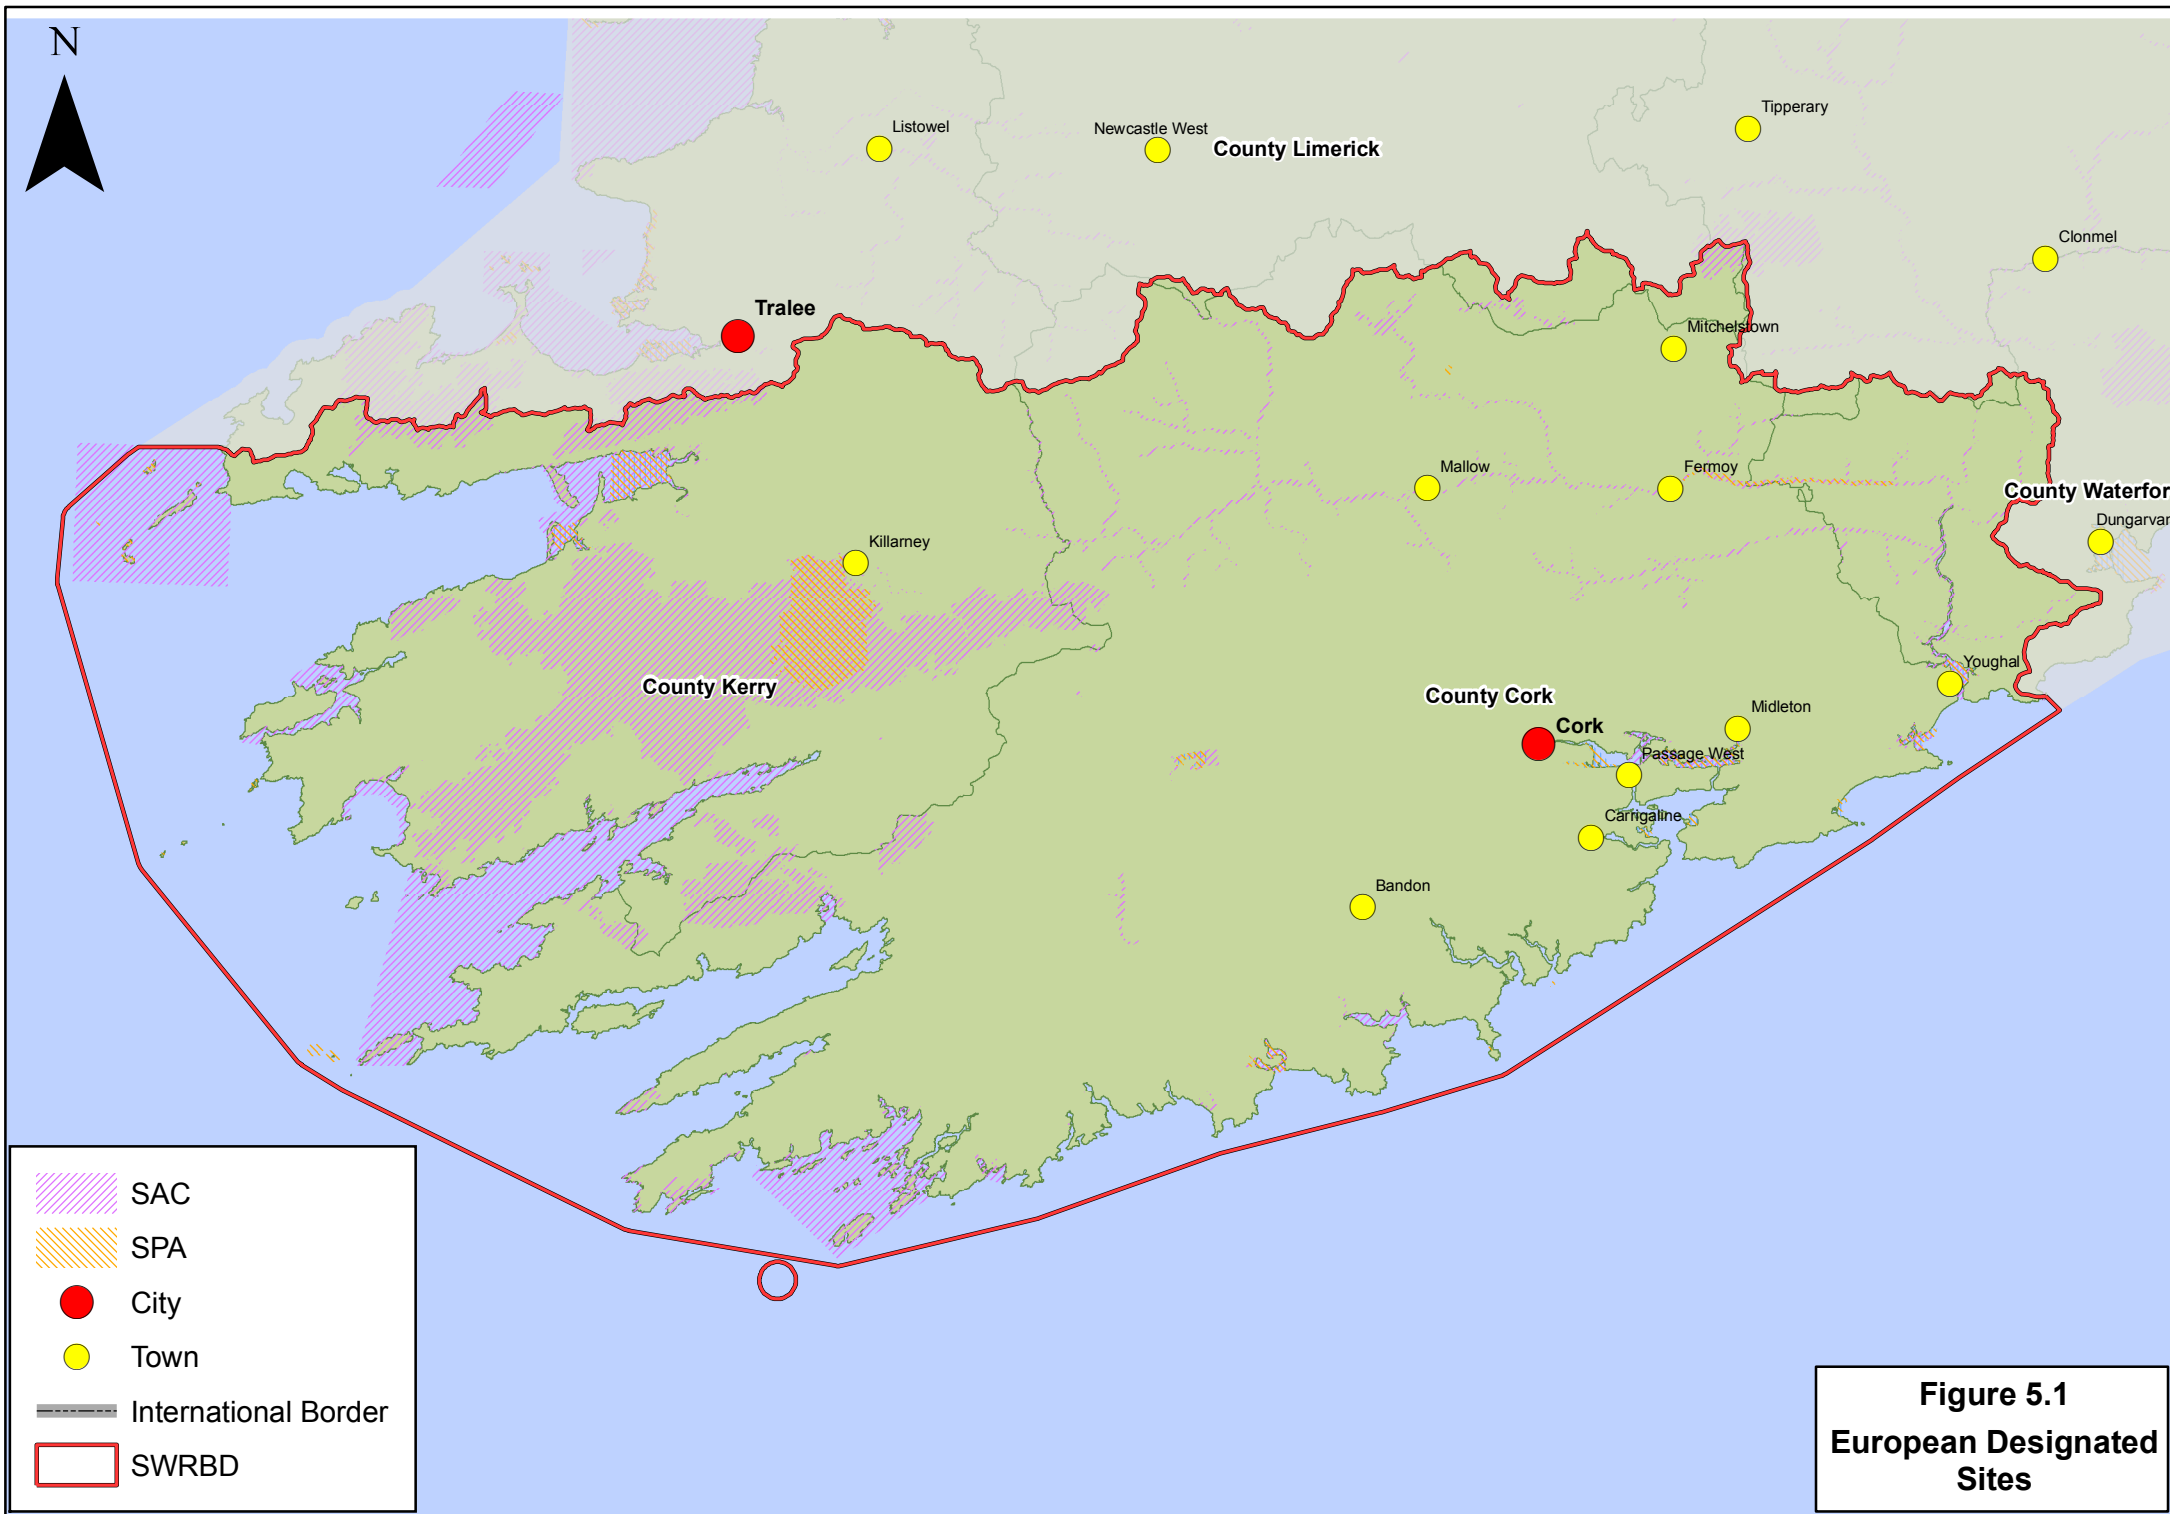 N
Tipperary
Listowel
Newcastle West
County Limerick
Clonmel
Tralee
Mitchelstown
Mallow
Fermoy
County Waterfor
Dungarvar
Killarney
Youghal
County Kerry
County Cork
Midleton
Cork
Passage West
Carrigaline
Bandon
SAC
SPA
City
Town
International Border
SWRBD
Figure 5.1
European Designated
Sites